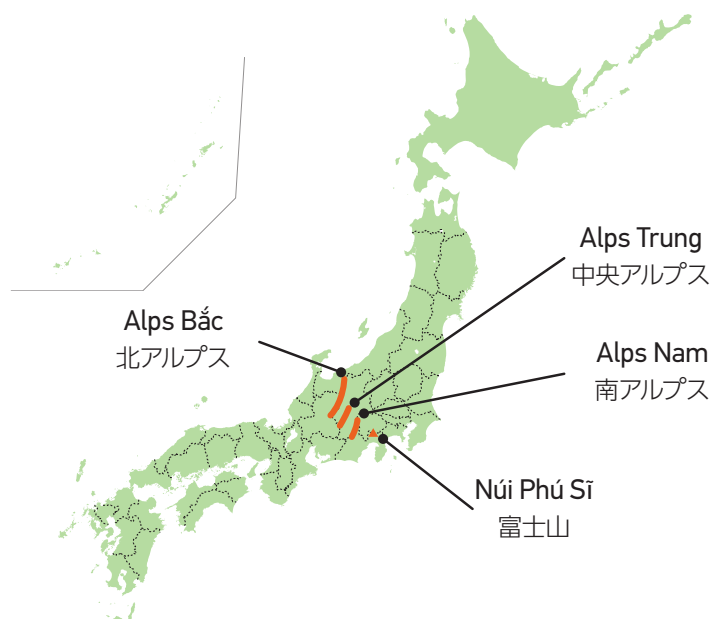 Alps Trung
中央アルプス
Alps Bắc
北アルプス
Alps Nam
南アルプス
Núi Phú Sĩ
富士山